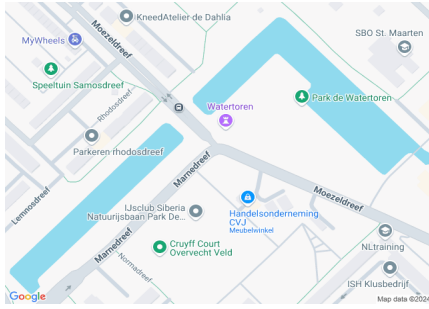 KneedAtelier de Dahlia
Moezeldreef
MyWheels
SBO St. Maarten
Speeltuin Samosdreef
Rhodosdreef
Watertoren
Park de Watertoren
Parkeren rhodosdreef
Marnedreef
Moezeldreef
Lemnosdreef
IJsclub Siberia
Natuurijsbaan Park De...
Handelsonderneming
CVJ
Meubelwinkel
Marnedreef
Cruyff Court
Overvecht Veld
NLtraining
Normadreef
ISH Klusbedrijf
Google
Map data ©2024